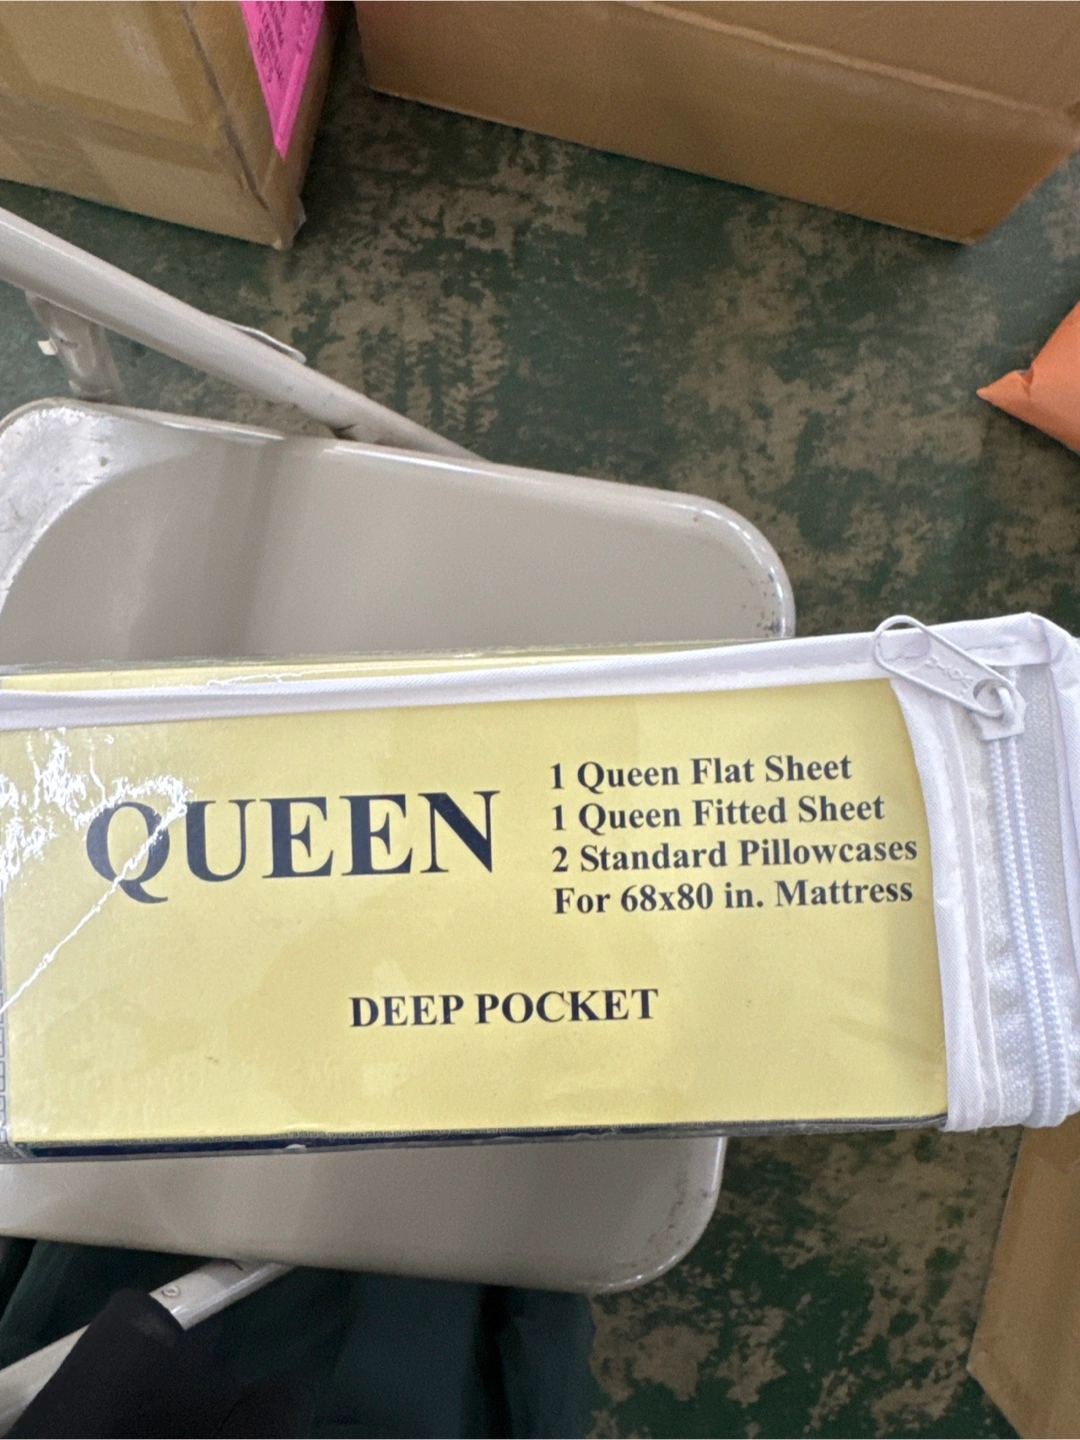 QUEEN
1 Queen Flat Sheet
1 Queen Fitted Sheet
2 Standard Pillowcases
For 68x80 in. Mattress
DEEP POCKET